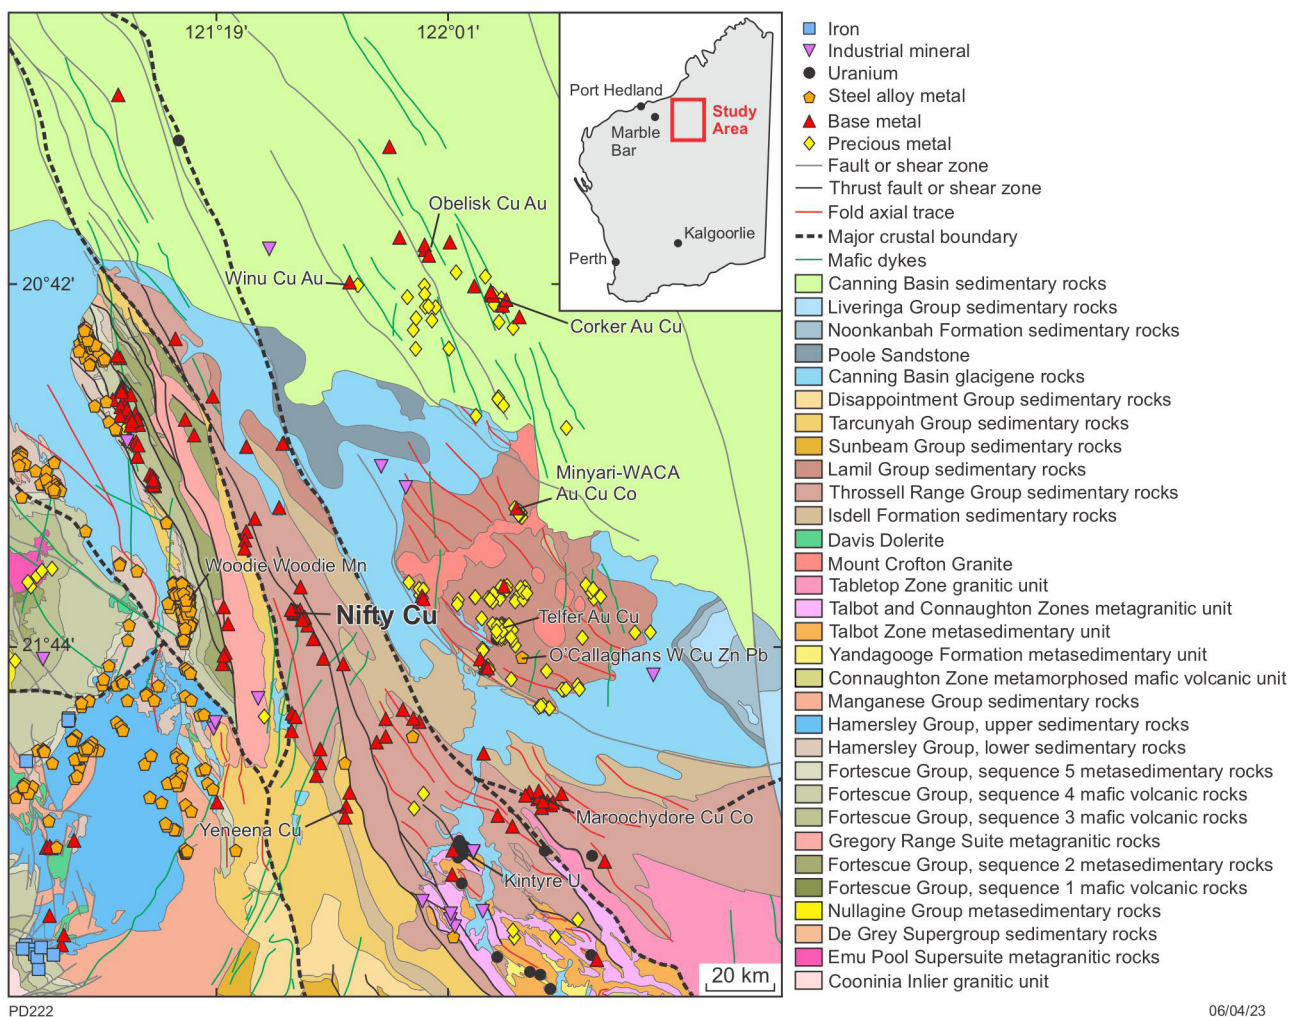 121°19'
122°01'
Port Hedland
Marble
Bar
Study
Area
Kalgoorlie
Perth
Obelisk Cu Au
Winu Cu Au
20°42'
Corker Au Cu
Minyari-WACA
Au Cu Co
Woodie Woodie Mn
Nifty Cu
Telfer Au Cu
21°44'
O'Callaghans W Cu Zn Pb
Yeneena Cu
Maroochydore Cu Co
Kintyre U
20 km
Iron
Industrial mineral
Uranium
Steel alloy metal
Base metal
Precious metal
Fault or shear zone
Thrust fault or shear zone
Fold axial trace
Major crustal boundary
Mafic dykes
Canning Basin sedimentary rocks
Liveringa Group sedimentary rocks
Noonkanbah Formation sedimentary rocks
Poole Sandstone
Canning Basin glacigene rocks
Disappointment Group sedimentary rocks
Tarcunyah Group sedimentary rocks
Sunbeam Group sedimentary rocks
Lamil Group sedimentary rocks
Throssell Range Group sedimentary rocks
Isdell Formation sedimentary rocks
Davis Dolerite
Mount Crofton Granite
Tabletop Zone granitic unit
Talbot and Connaughton Zones metagranitic unit
Talbot Zone metasedimentary unit
Yandagooge Formation metasedimentary unit
Connaughton Zone metamorphosed mafic volcanic unit
Manganese Group sedimentary rocks
Hamersley Group, upper sedimentary rocks
Hamersley Group, lower sedimentary rocks
Fortescue Group, sequence 5 metasedimentary rocks
Fortescue Group, sequence 4 mafic volcanic rocks
Fortescue Group, sequence 3 mafic volcanic rocks
Gregory Range Suite metagranitic rocks
Fortescue Group, sequence 2 metasedimentary rocks
Fortescue Group, sequence 1 mafic volcanic rocks
Nullagine Group metasedimentary rocks
De Grey Supergroup sedimentary rocks
Emu Pool Supersuite metagranitic rocks
Cooninia Inlier granitic unit
PD222
06/04/23